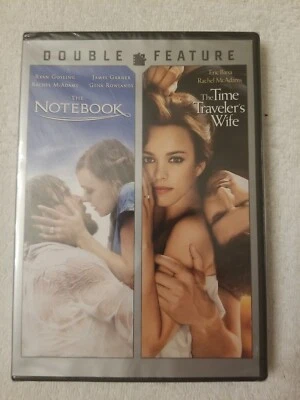 DOUBLE FEATURE
RYAN GOSLING JAMES GARNER
RACHEL MCADAMS GENA ROWLANDS
THE
NOTEBOOK
Eric Bana
Rachel McAdams
The Time
Traveler's
Wife